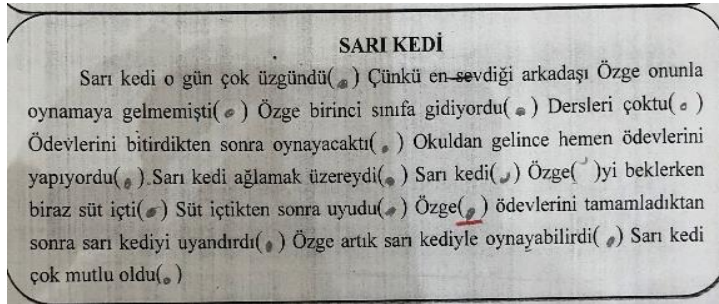 SARI KEDİ
Sarı kedi o gün çok üzgündü(.) Çünkü en sevdiği arkadaşı Özge onunla
oynamaya gelmemişti(.) Özge birinci sınıfa gidiyordu(.) Dersleri çoktu(.)
Ödevlerini bitirdikten sonra oynayacaktı(.) Okuldan gelince hemen ödevlerini
yapıyordu(.) Sarı kedi ağlamak üzereydi(.) Sarı kedi(,) Özge(')yi beklerken
biraz süt içti(.) Süt içtikten sonra uyudu(.) Özge(,) ödevlerini tamamladıktan
sonra sarı kediyi uyandırdı(.) Özge artık sarı kediyle oynayabilirdi(.) Sarı kedi
çok mutlu oldu(.)